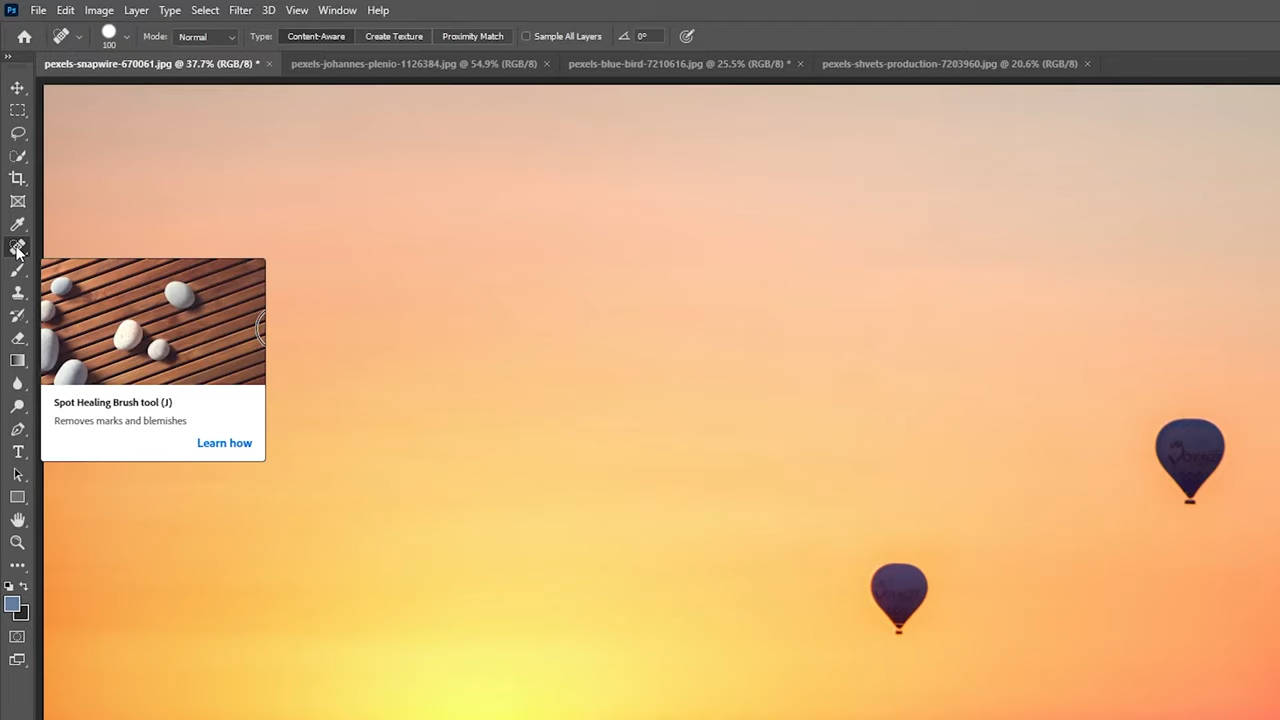 Ps File Edit Image Layer Type Select Filter 3D View Window Help
100 Mode: Normal Type: Content-Aware Create Texture Proximity Match Sample All Layers 0°
pexels-snapwire-670061.jpg @ 37.7% (RGB/8) * × pexels-johannes-plenio-1126384.jpg @ 54.9% (RGB/8) × pexels-blue-bird-7210616.jpg @ 25.5% (RGB/8) * × pexels-shvets-production-7203960.jpg @ 20.6% (RGB/8) ×
Spot Healing Brush tool (J)
Removes marks and blemishes
Learn how